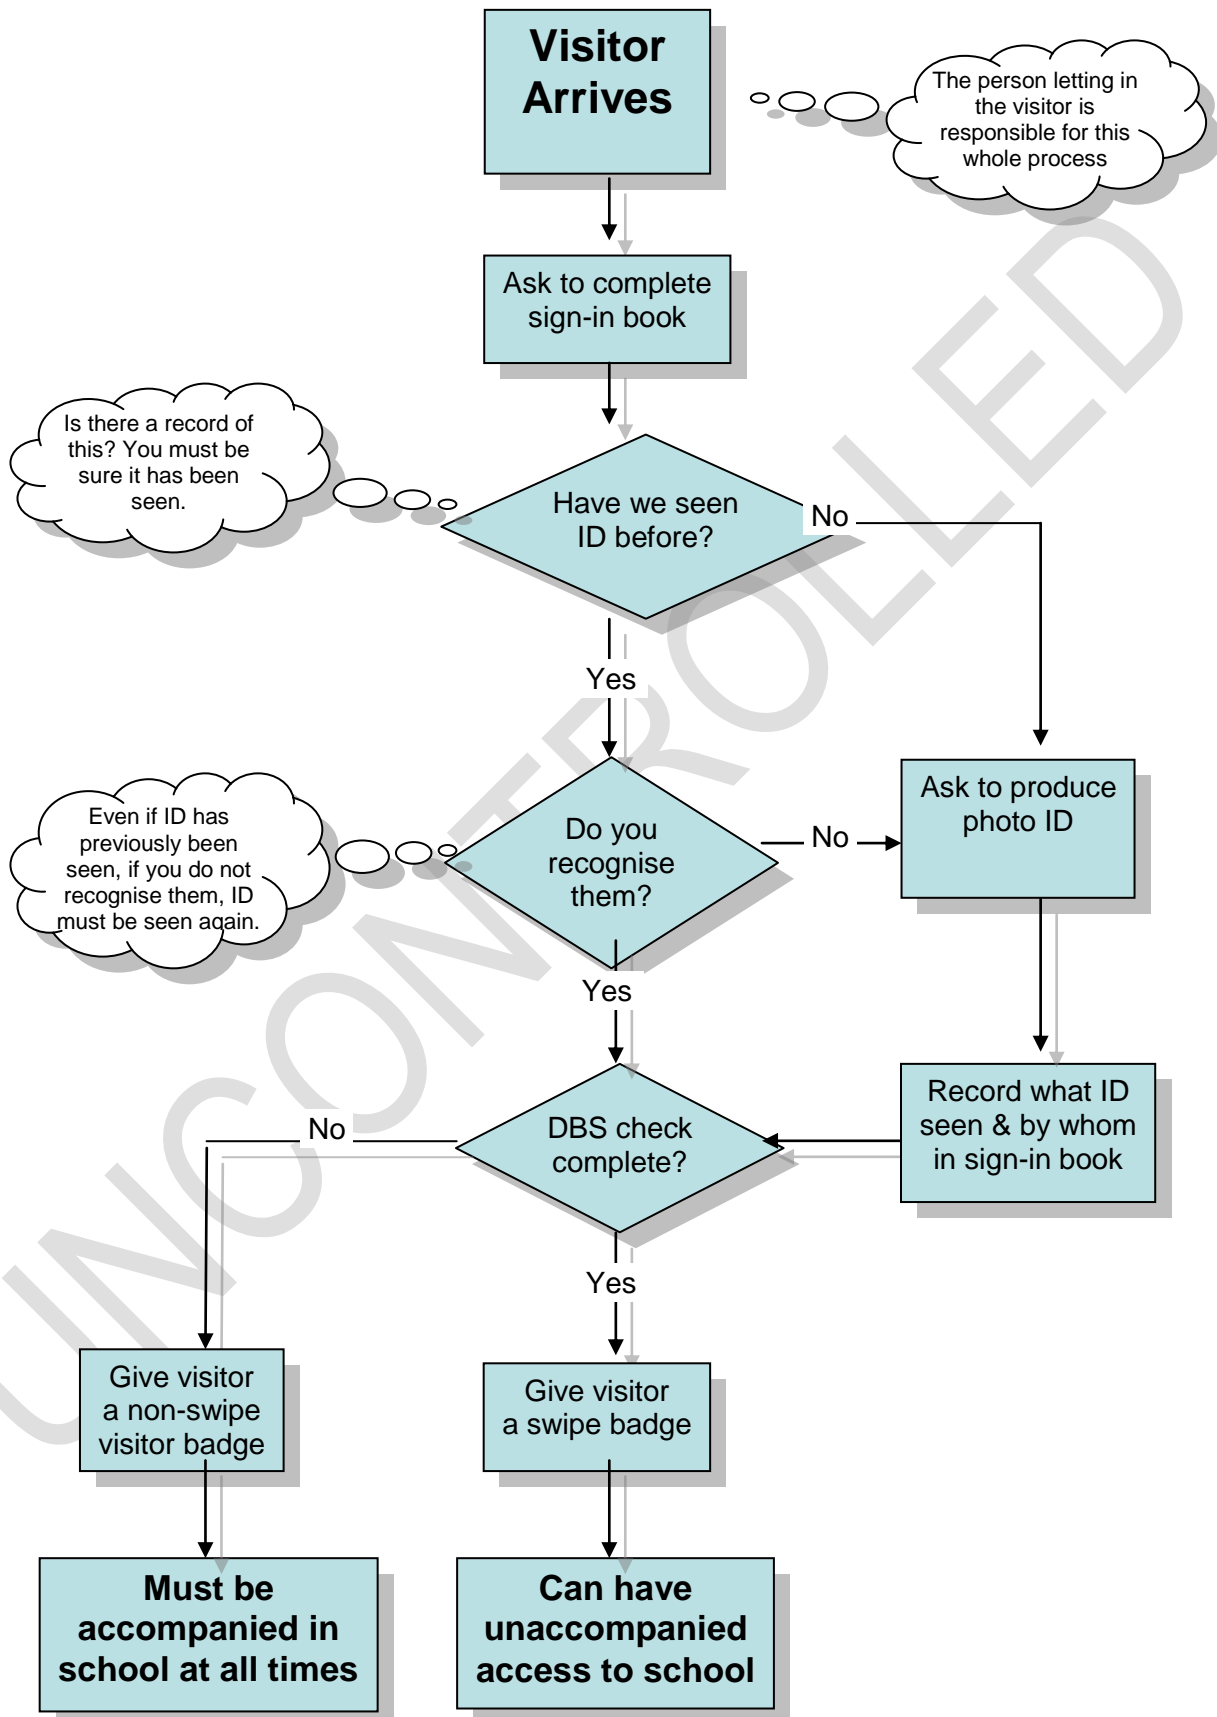 Visitor
Arrives
The person letting in
the visitor is
responsible for this
whole process
Ask to complete
sign-in book
Is there a record of
this? You must be
sure it has been
seen.
Have we seen
ID before?
No
Yes
Even if ID has
previously been
seen, if you do not
recognise them, ID
must be seen again.
Do you
recognise
them?
No
Ask to produce
photo ID
Yes
Record what ID
seen & by whom
in sign-in book
DBS check
complete?
No
Yes
Give visitor
a non-swipe
visitor badge
Give visitor
a swipe badge
Must be
accompanied in
school at all times
Can have
unaccompanied
access to school
UNCONTROLLED